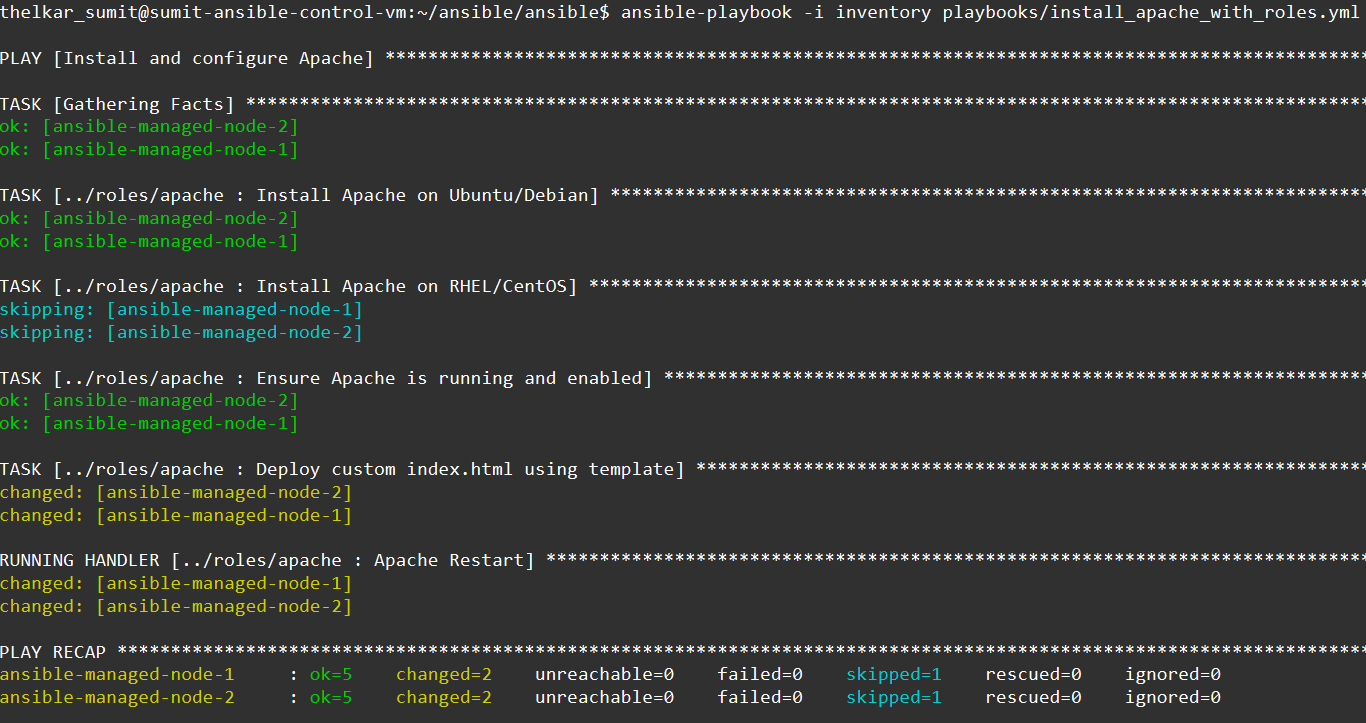 thelkar_sumit@sumit-ansible-control-vm:~/ansible/ansible$ ansible-playbook -i inventory playbooks/install_apache_with_roles.yml
PLAY [Install and configure Apache] ********************************************************************************************
TASK [Gathering Facts] *********************************************************************************************************
ok: [ansible-managed-node-2]
ok: [ansible-managed-node-1]
TASK [../roles/apache : Install Apache on Ubuntu/Debian] ***********************************************************************
ok: [ansible-managed-node-2]
ok: [ansible-managed-node-1]
TASK [../roles/apache : Install Apache on RHEL/CentOS] *************************************************************************
skipping: [ansible-managed-node-1]
skipping: [ansible-managed-node-2]
TASK [../roles/apache : Ensure Apache is running and enabled] ******************************************************************
ok: [ansible-managed-node-2]
ok: [ansible-managed-node-1]
TASK [../roles/apache : Deploy custom index.html using template] ***************************************************************
changed: [ansible-managed-node-2]
changed: [ansible-managed-node-1]
RUNNING HANDLER [../roles/apache : Apache Restart] *****************************************************************************
changed: [ansible-managed-node-1]
changed: [ansible-managed-node-2]
PLAY RECAP *********************************************************************************************************************
ansible-managed-node-1     : ok=5    changed=2    unreachable=0    failed=0    skipped=1    rescued=0    ignored=0
ansible-managed-node-2     : ok=5    changed=2    unreachable=0    failed=0    skipped=1    rescued=0    ignored=0